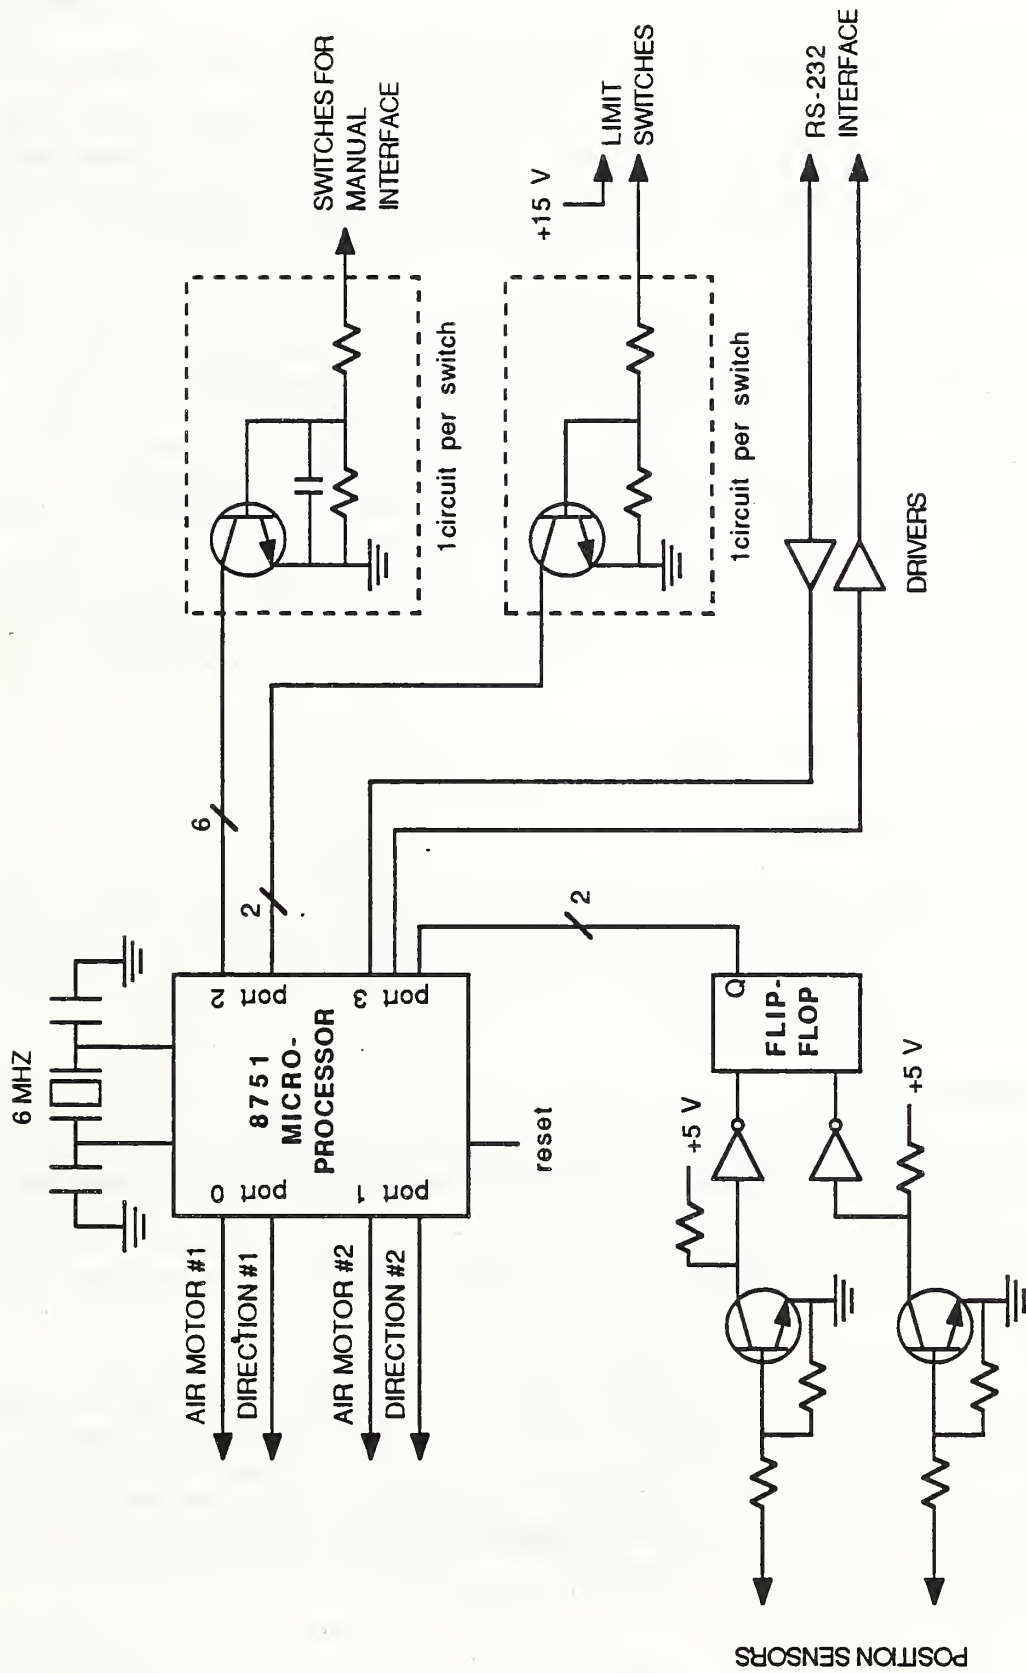 6 MHZ
SWITCHES FOR
MANUAL
INTERFACE
6
2
1circuit per switch
+15 V
LIMIT
SWITCHES
1circuit per switch
RS-232
INTERFACE
DRIVERS
AIR MOTOR #1
DIRECTION #1
AIR MOTOR #2
DIRECTION #2
port 0
port 1
8751
MICRO-
PROCESSOR
port 2
port 3
reset
2
+5 V
Q
FLIP-
FLOP
+5 V
POSITION SENSORS